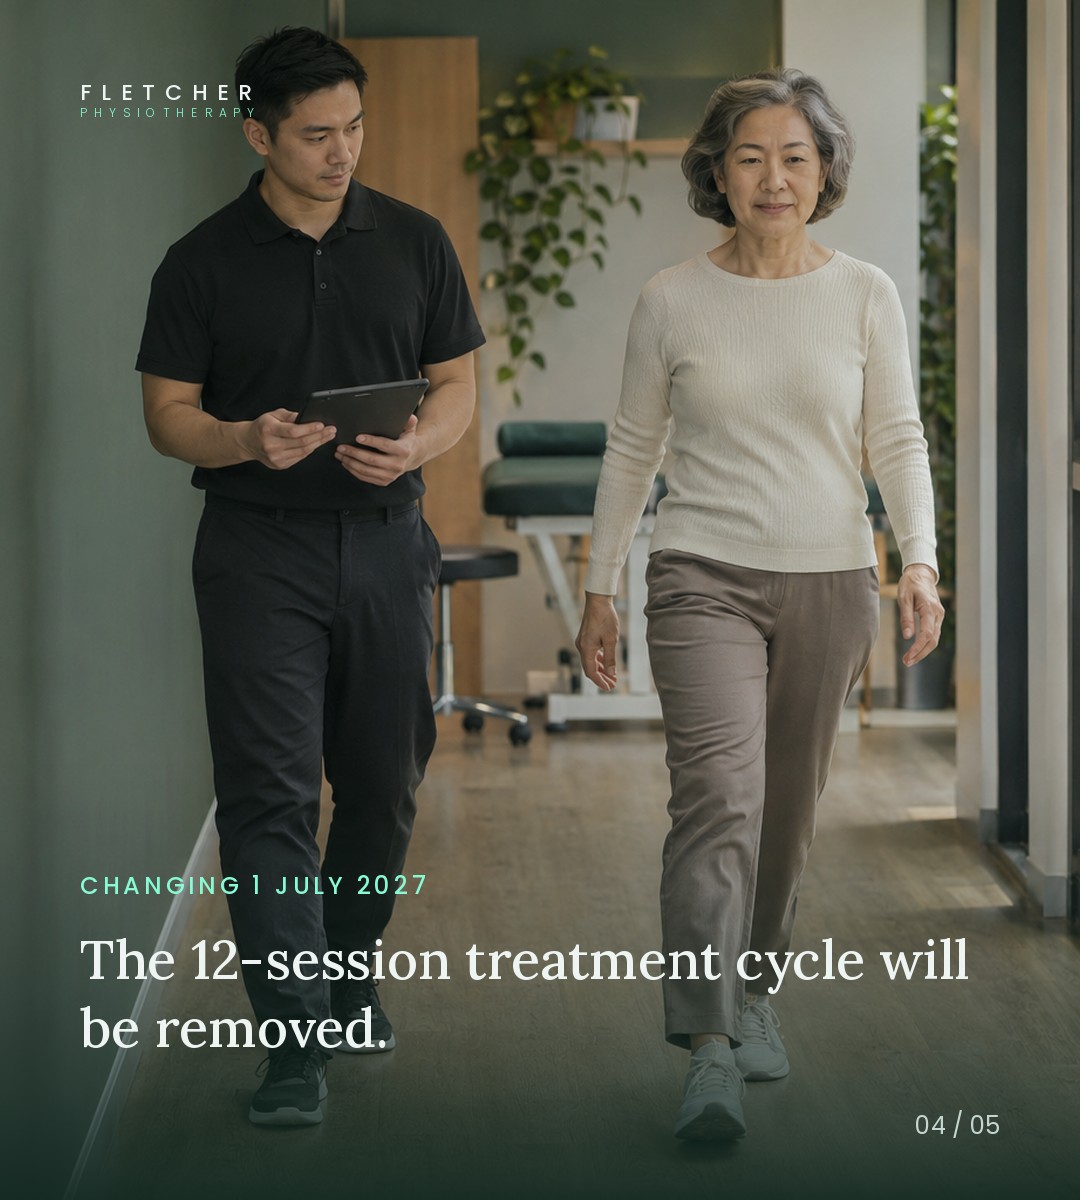 FLETCHER
PHYSIOTHERAPY
CHANGING 1 JULY 2027
The 12-session treatment cycle will
be removed.
04 / 05